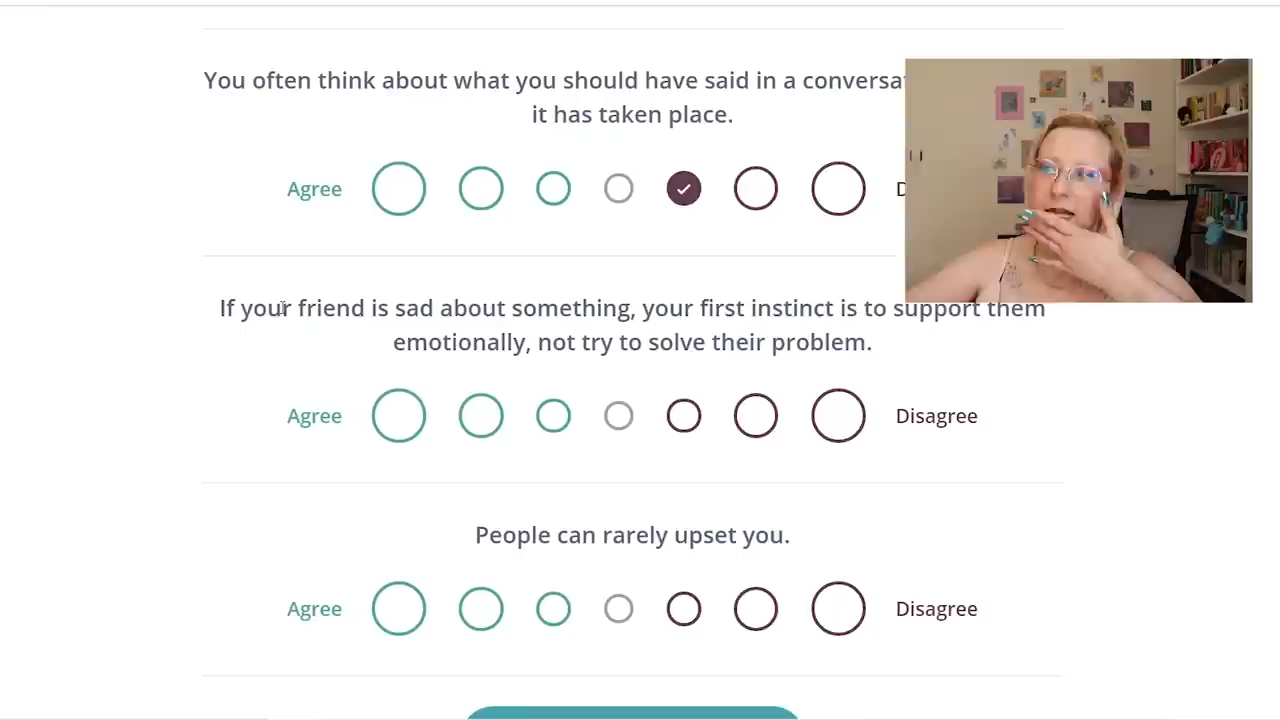 You often think about what you should have said in a
it has taken place.
Agree
If your friend is sad about something, your first instinct is to support them
emotionally, not try to solve their problem.
Agree Disagree
People can rarely upset you.
Agree Disagree